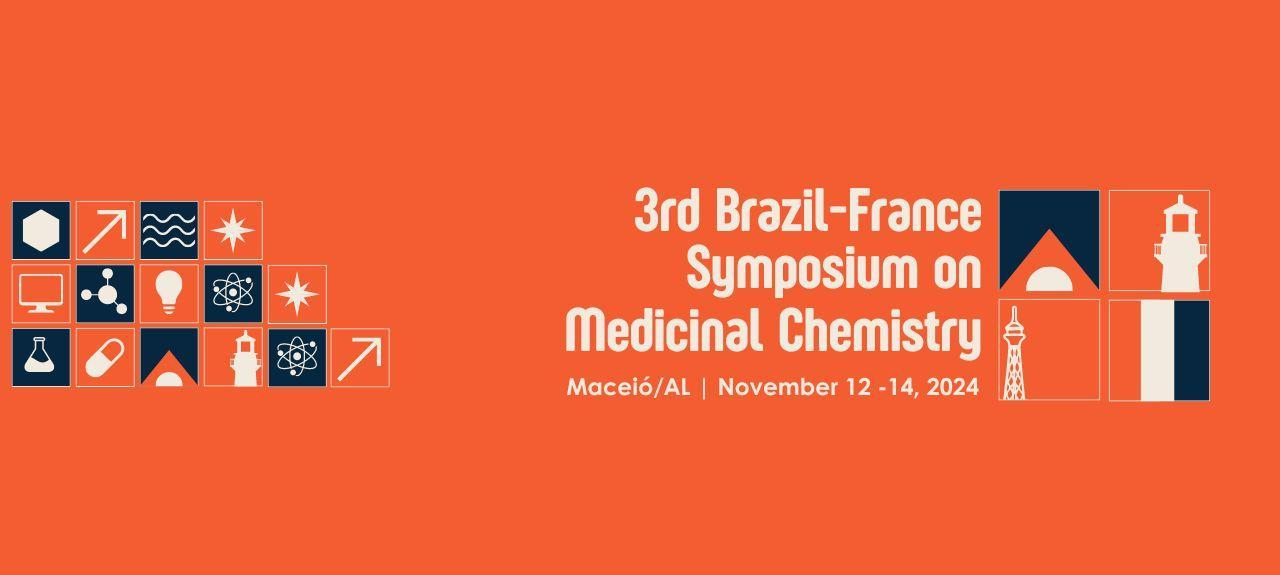 3rd Brazil-France
Symposium on
Medicinal Chemistry
Maceió/AL | November 12 -14, 2024